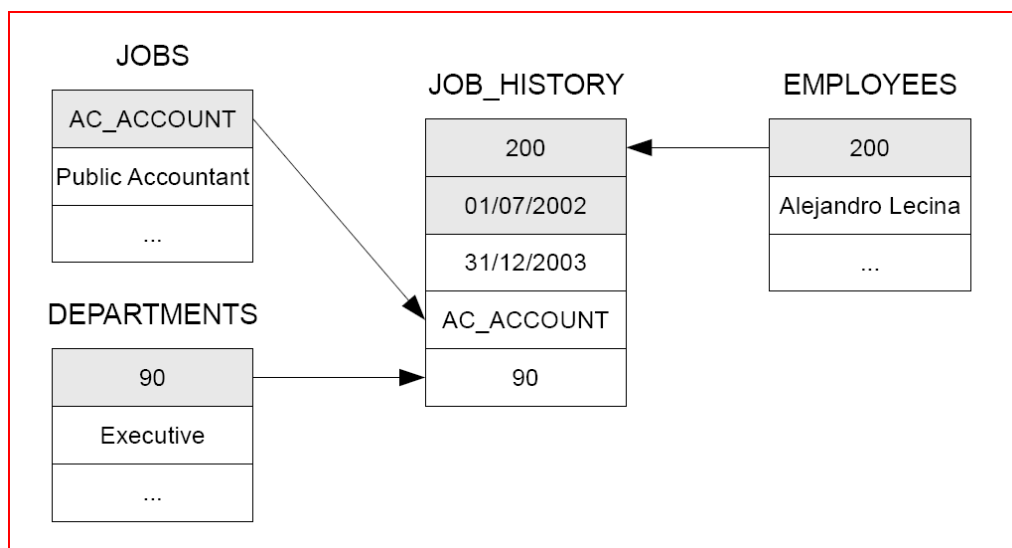 JOBS
AC_ACCOUNT
Public Accountant
...
DEPARTMENTS
90
Executive
...
JOB_HISTORY
200
01/07/2002
31/12/2003
AC_ACCOUNT
90
EMPLOYEES
200
Alejandro Lecina
...